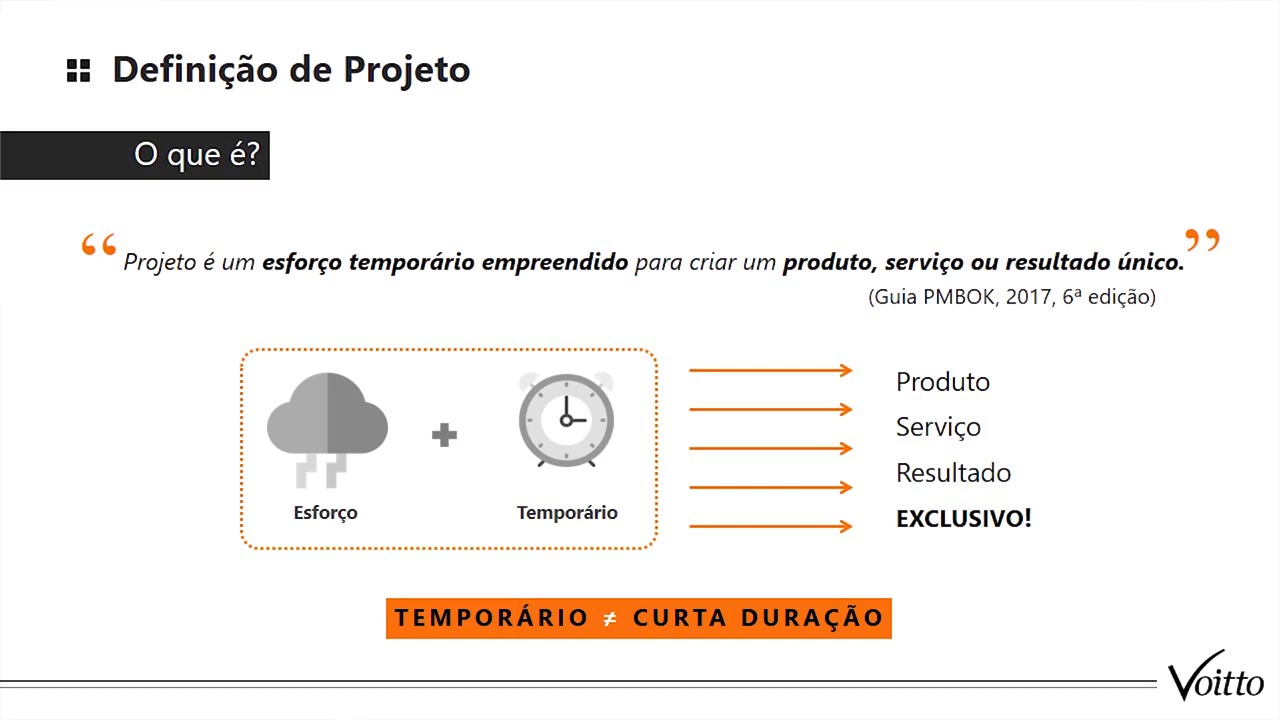 Definição de Projeto
O que é?
“Projeto é um esforço temporário empreendido para criar um produto, serviço ou resultado único.”
(Guia PMBOK, 2017, 6ª edição)
Esforço
Temporário
Produto
Serviço
Resultado
EXCLUSIVO!
TEMPORÁRIO ≠ CURTA DURAÇÃO
Voitto